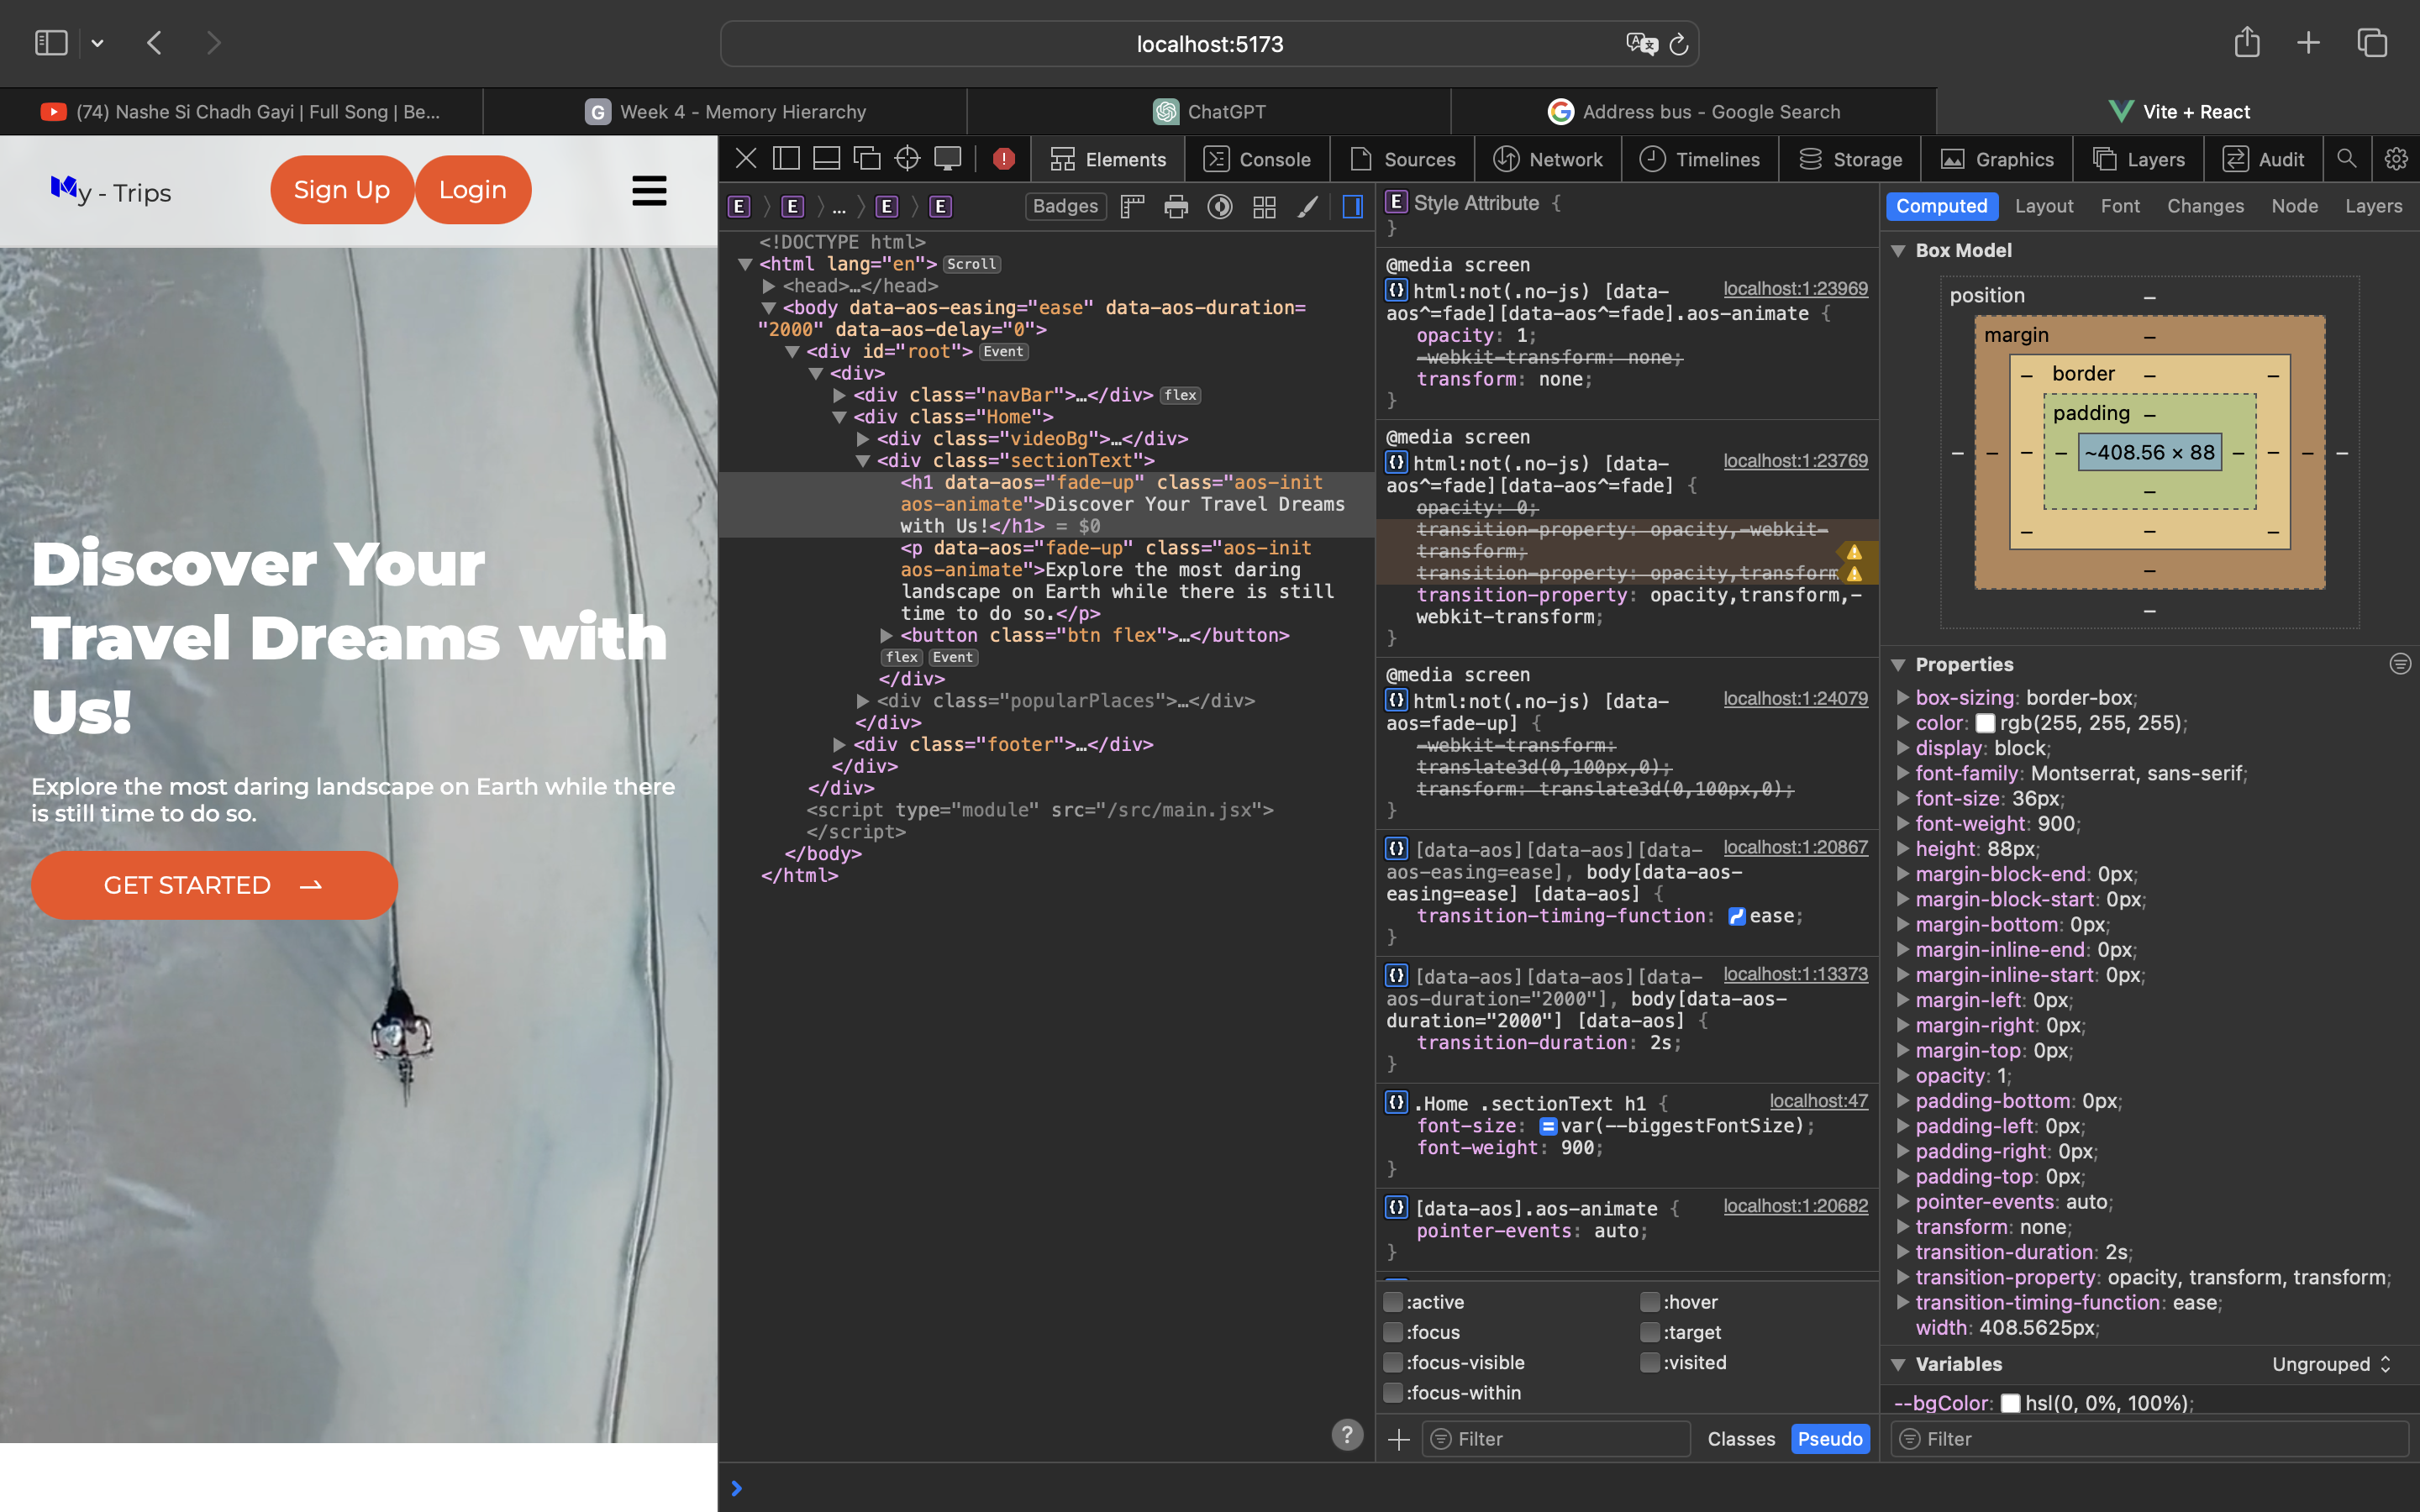 localhost:5173
(74) Nashe Si Chadh Gayi | Full Song | Be...
G Week 4 - Memory Hierarchy
ChatGPT
Address bus - Google Search
Vite + React
y - Trips
Sign Up
Login
Discover Your
Travel Dreams with
Us!
Explore the most daring landscape on Earth while there
is still time to do so.
GET STARTED →
Elements
Console
Sources
Network
Timelines
Storage
Graphics
Layers
Audit
E E ... E E
Badges
<!DOCTYPE html>
<html lang="en"> Scroll
<head>…</head>
<body data-aos-easing="ease" data-aos-duration=
"2000" data-aos-delay="0">
<div id="root"> Event
<div>
<div class="navBar">…</div> flex
<div class="Home">
<div class="videoBg">…</div>
<div class="sectionText">
<h1 data-aos="fade-up" class="aos-init
aos-animate">Discover Your Travel Dreams
with Us!</h1> = $0
<p data-aos="fade-up" class="aos-init
aos-animate">Explore the most daring
landscape on Earth while there is still
time to do so.</p>
<button class="btn flex">…</button>
flex Event
</div>
<div class="popularPlaces">…</div>
</div>
<div class="footer">…</div>
</div>
</div>
<script type="module" src="/src/main.jsx">
</script>
</body>
</html>
?
E Style Attribute {
}
@media screen
{} html:not(.no-js) [data- localhost:1:23969
aos^=fade][data-aos^=fade].aos-animate {
opacity: 1;
-webkit-transform: none;
transform: none;
}
@media screen
{} html:not(.no-js) [data- localhost:1:23769
aos^=fade][data-aos^=fade] {
opacity: 0;
transition-property: opacity,-webkit-
transform;
transition-property: opacity,transform
transition-property: opacity,transform,-
webkit-transform;
}
@media screen
{} html:not(.no-js) [data- localhost:1:24079
aos=fade-up] {
-webkit-transform:
translate3d(0,100px,0);
transform: translate3d(0,100px,0);
}
{} [data-aos][data-aos][data- localhost:1:20867
aos-easing=ease], body[data-aos-
easing=ease] [data-aos] {
transition-timing-function: ease;
}
{} [data-aos][data-aos][data- localhost:1:13373
aos-duration="2000"], body[data-aos-
duration="2000"] [data-aos] {
transition-duration: 2s;
}
{} .Home .sectionText h1 { localhost:47
font-size: var(--biggestFontSize);
font-weight: 900;
}
{} [data-aos].aos-animate { localhost:1:20682
pointer-events: auto;
}
:active :hover
:focus :target
:focus-visible :visited
:focus-within
Filter
Classes
Pseudo
Computed
Layout
Font
Changes
Node
Layers
Box Model
position –
margin –
– border – –
padding –
– – – – ~408.56 × 88 – – – –
–
– – –
–
–
Properties
box-sizing: border-box;
color: rgb(255, 255, 255);
display: block;
font-family: Montserrat, sans-serif;
font-size: 36px;
font-weight: 900;
height: 88px;
margin-block-end: 0px;
margin-block-start: 0px;
margin-bottom: 0px;
margin-inline-end: 0px;
margin-inline-start: 0px;
margin-left: 0px;
margin-right: 0px;
margin-top: 0px;
opacity: 1;
padding-bottom: 0px;
padding-left: 0px;
padding-right: 0px;
padding-top: 0px;
pointer-events: auto;
transform: none;
transition-duration: 2s;
transition-property: opacity, transform, transform;
transition-timing-function: ease;
width: 408.5625px;
Variables
Ungrouped
--bgColor: hsl(0, 0%, 100%);
Filter